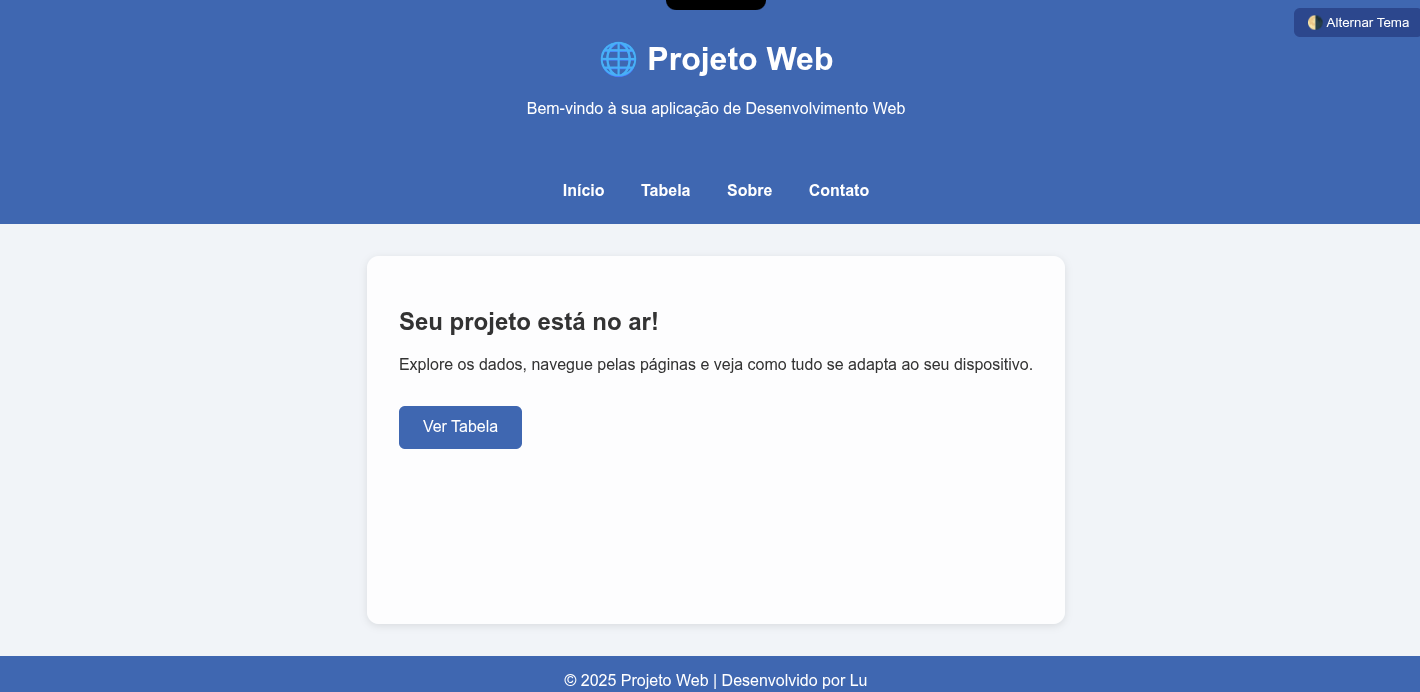 Alternar Tema
Projeto Web
Bem-vindo à sua aplicação de Desenvolvimento Web
Início Tabela Sobre Contato
Seu projeto está no ar!
Explore os dados, navegue pelas páginas e veja como tudo se adapta ao seu dispositivo.
Ver Tabela
© 2025 Projeto Web | Desenvolvido por Lu